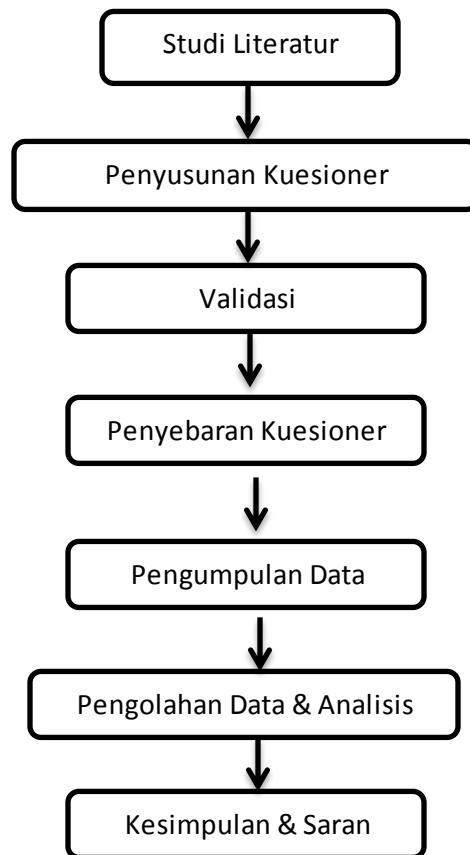 Studi Literatur
Penyusunan Kuesioner
Validasi
Penyebaran Kuesioner
Pengumpulan Data
Pengolahan Data & Analisis
Kesimpulan & Saran